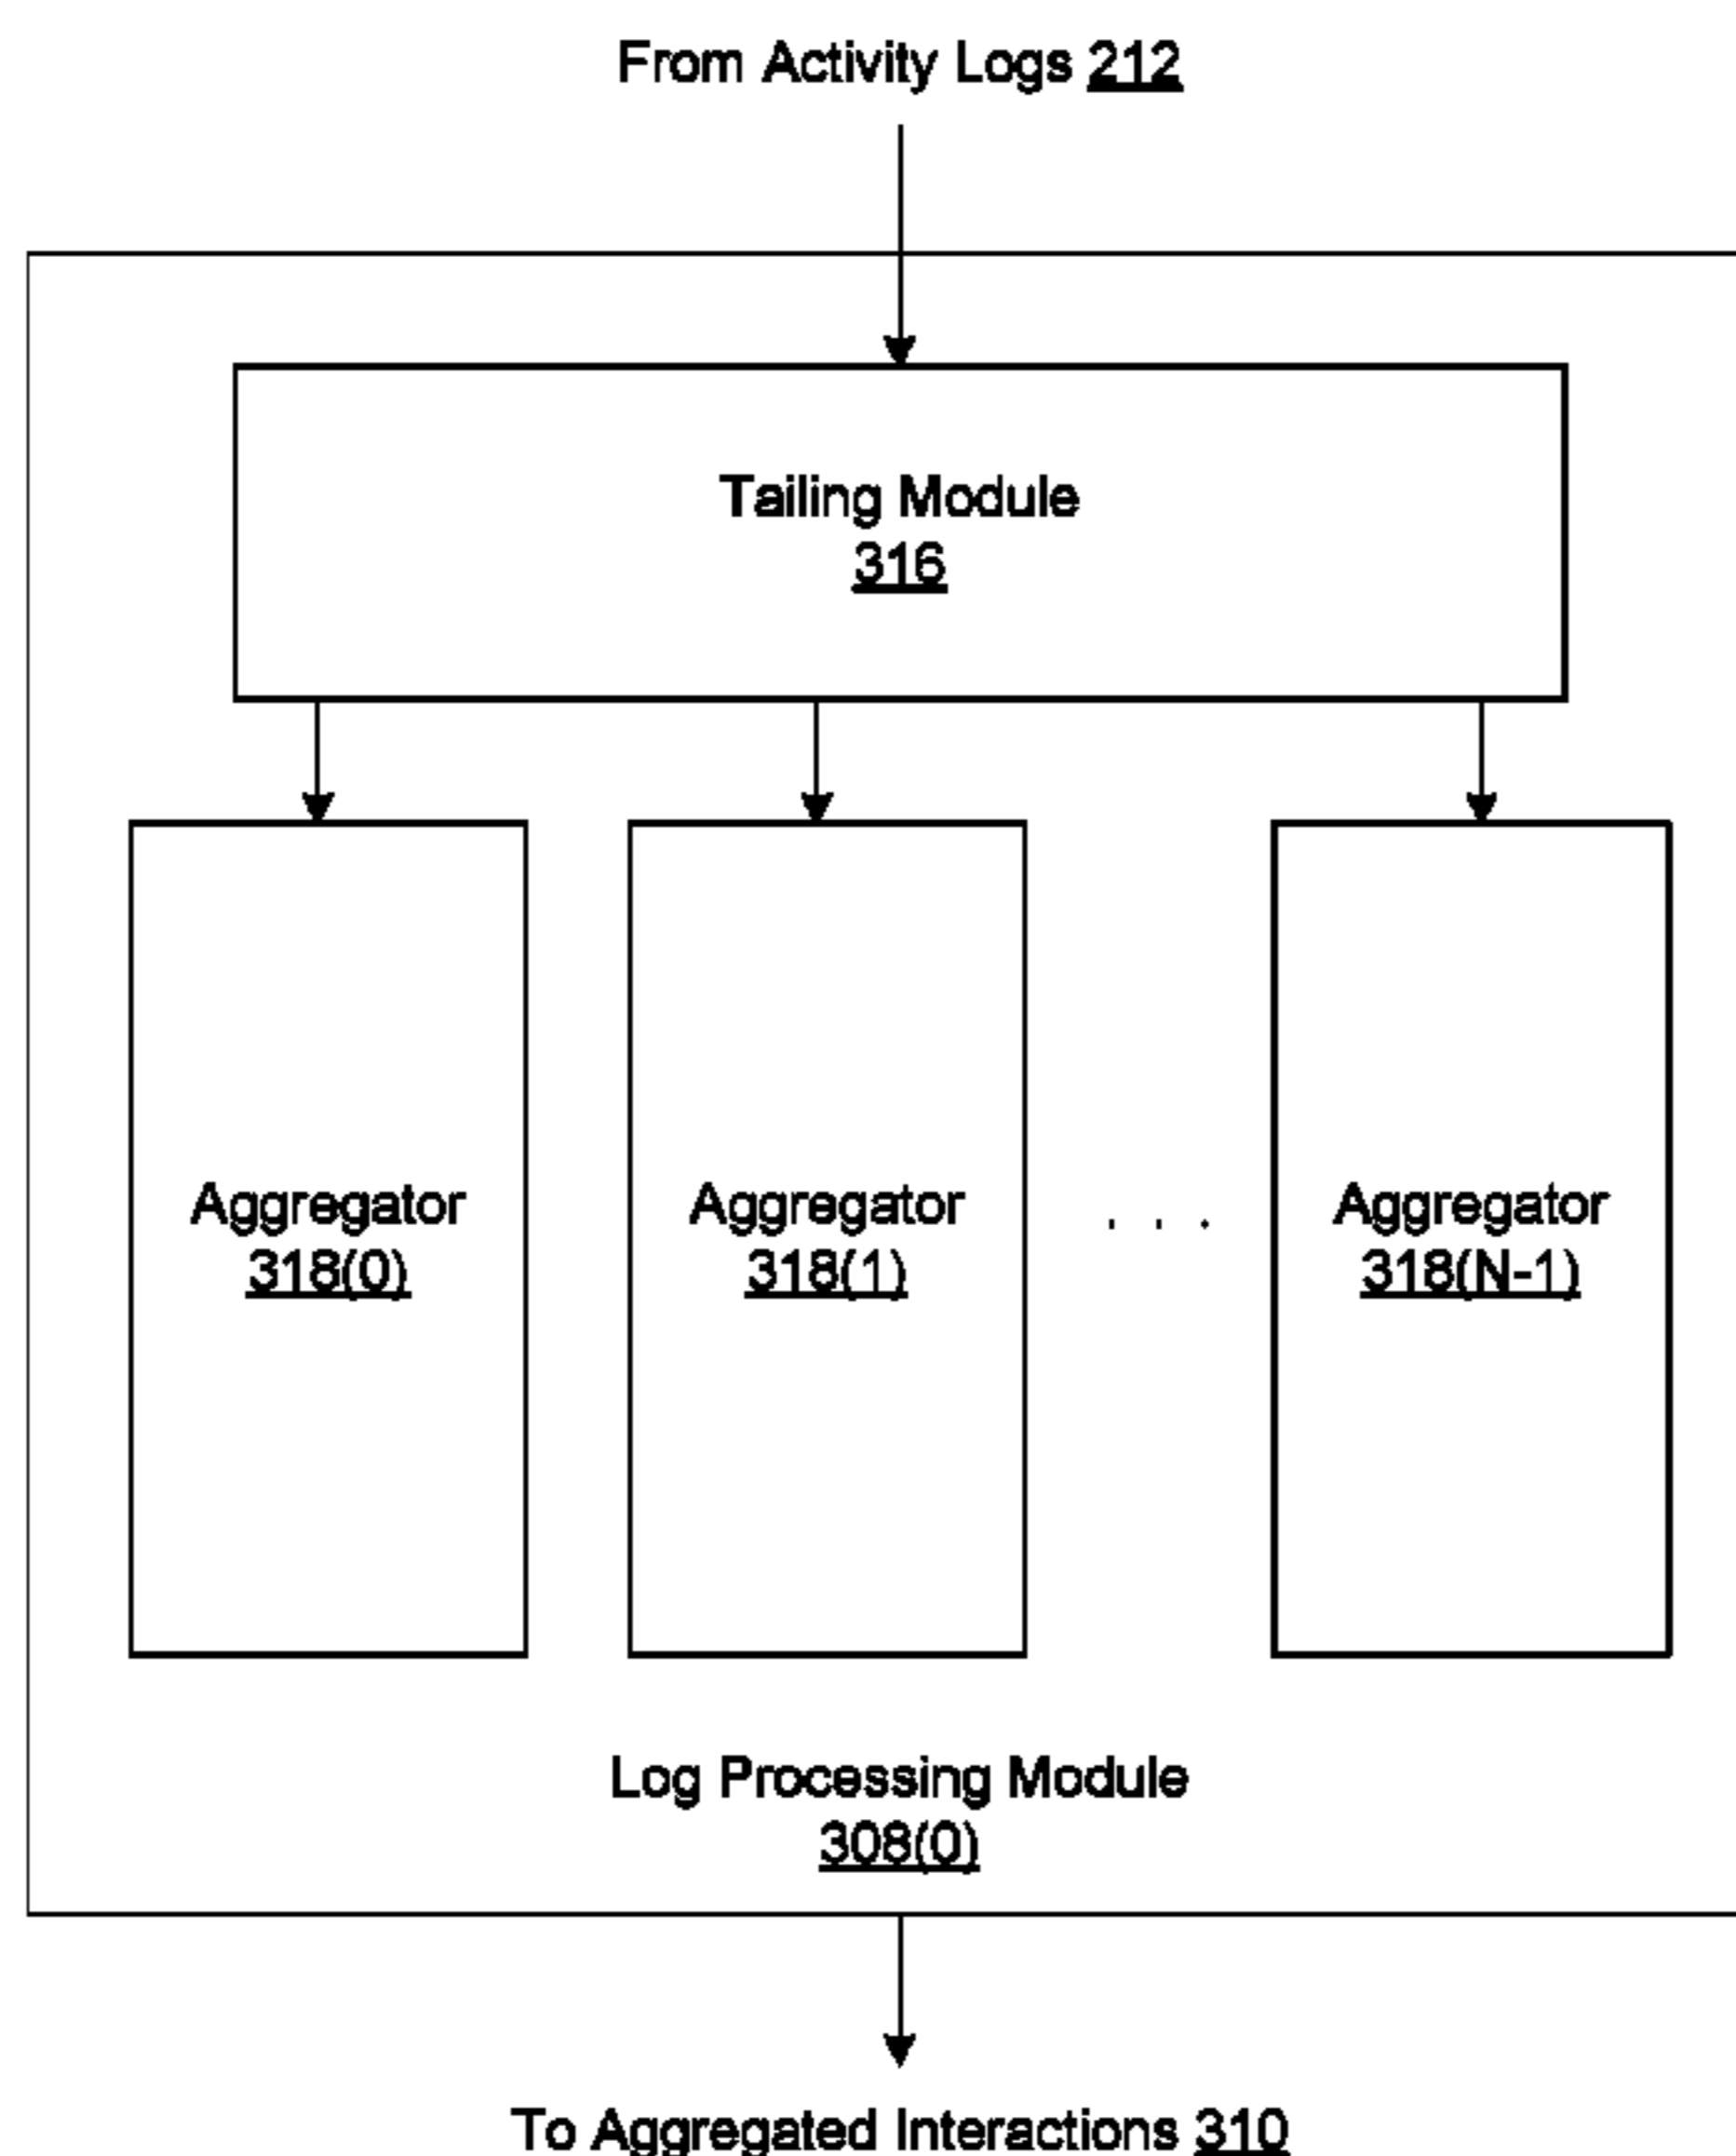 From Activity Logs 212
Tailing Module
316
Aggregator
318(0)
Aggregator
318(1)
. . .
Aggregator
318(N-1)
Log Processing Module
308(0)
To Aggregated Interactions 310